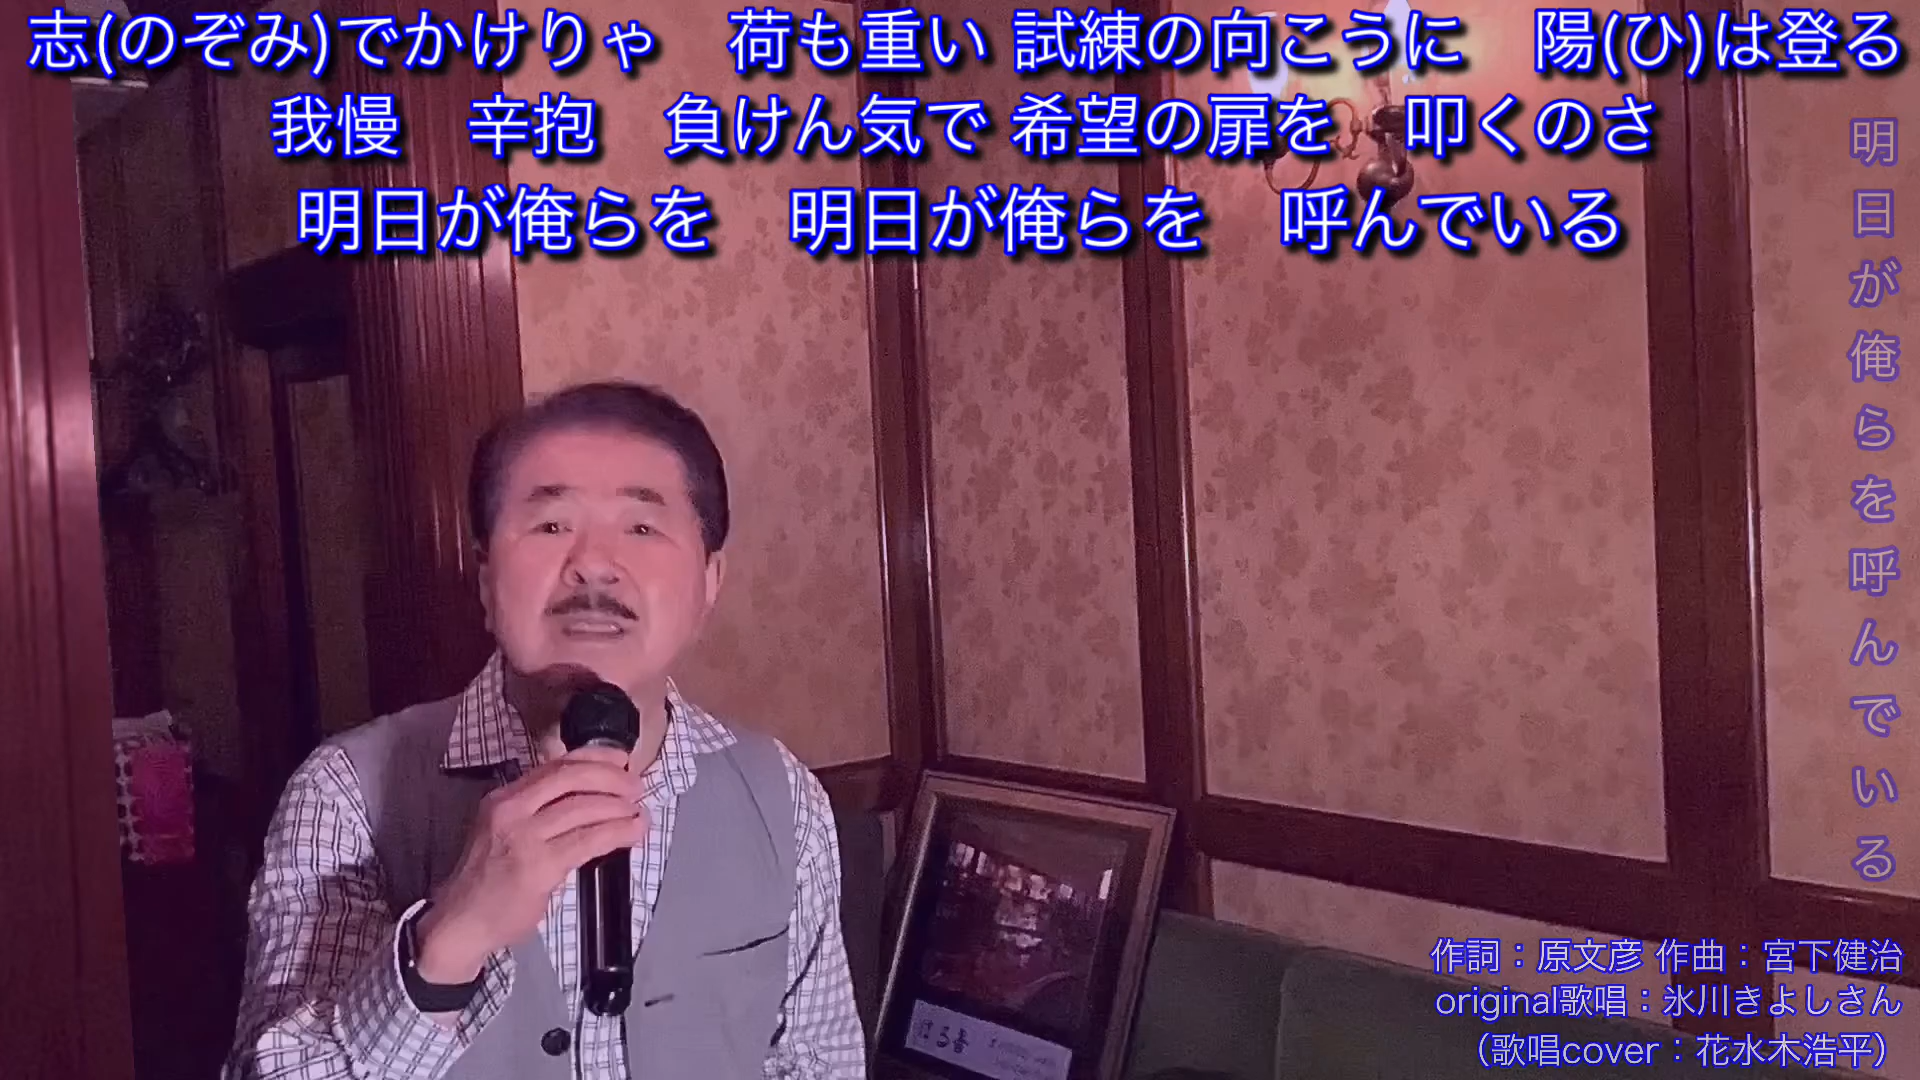 志(のぞみ)でかけりゃ　荷も重い 試練の向こうに　陽(ひ)は登る
我慢　辛抱　負けん気で 希望の扉を　叩くのさ
明日が俺らを　明日が俺らを　呼んでいる
明日が俺らを呼んでいる
作詞：原文彦 作曲：宮下健治
original歌唱：氷川きよしさん
（歌唱cover：花水木浩平）